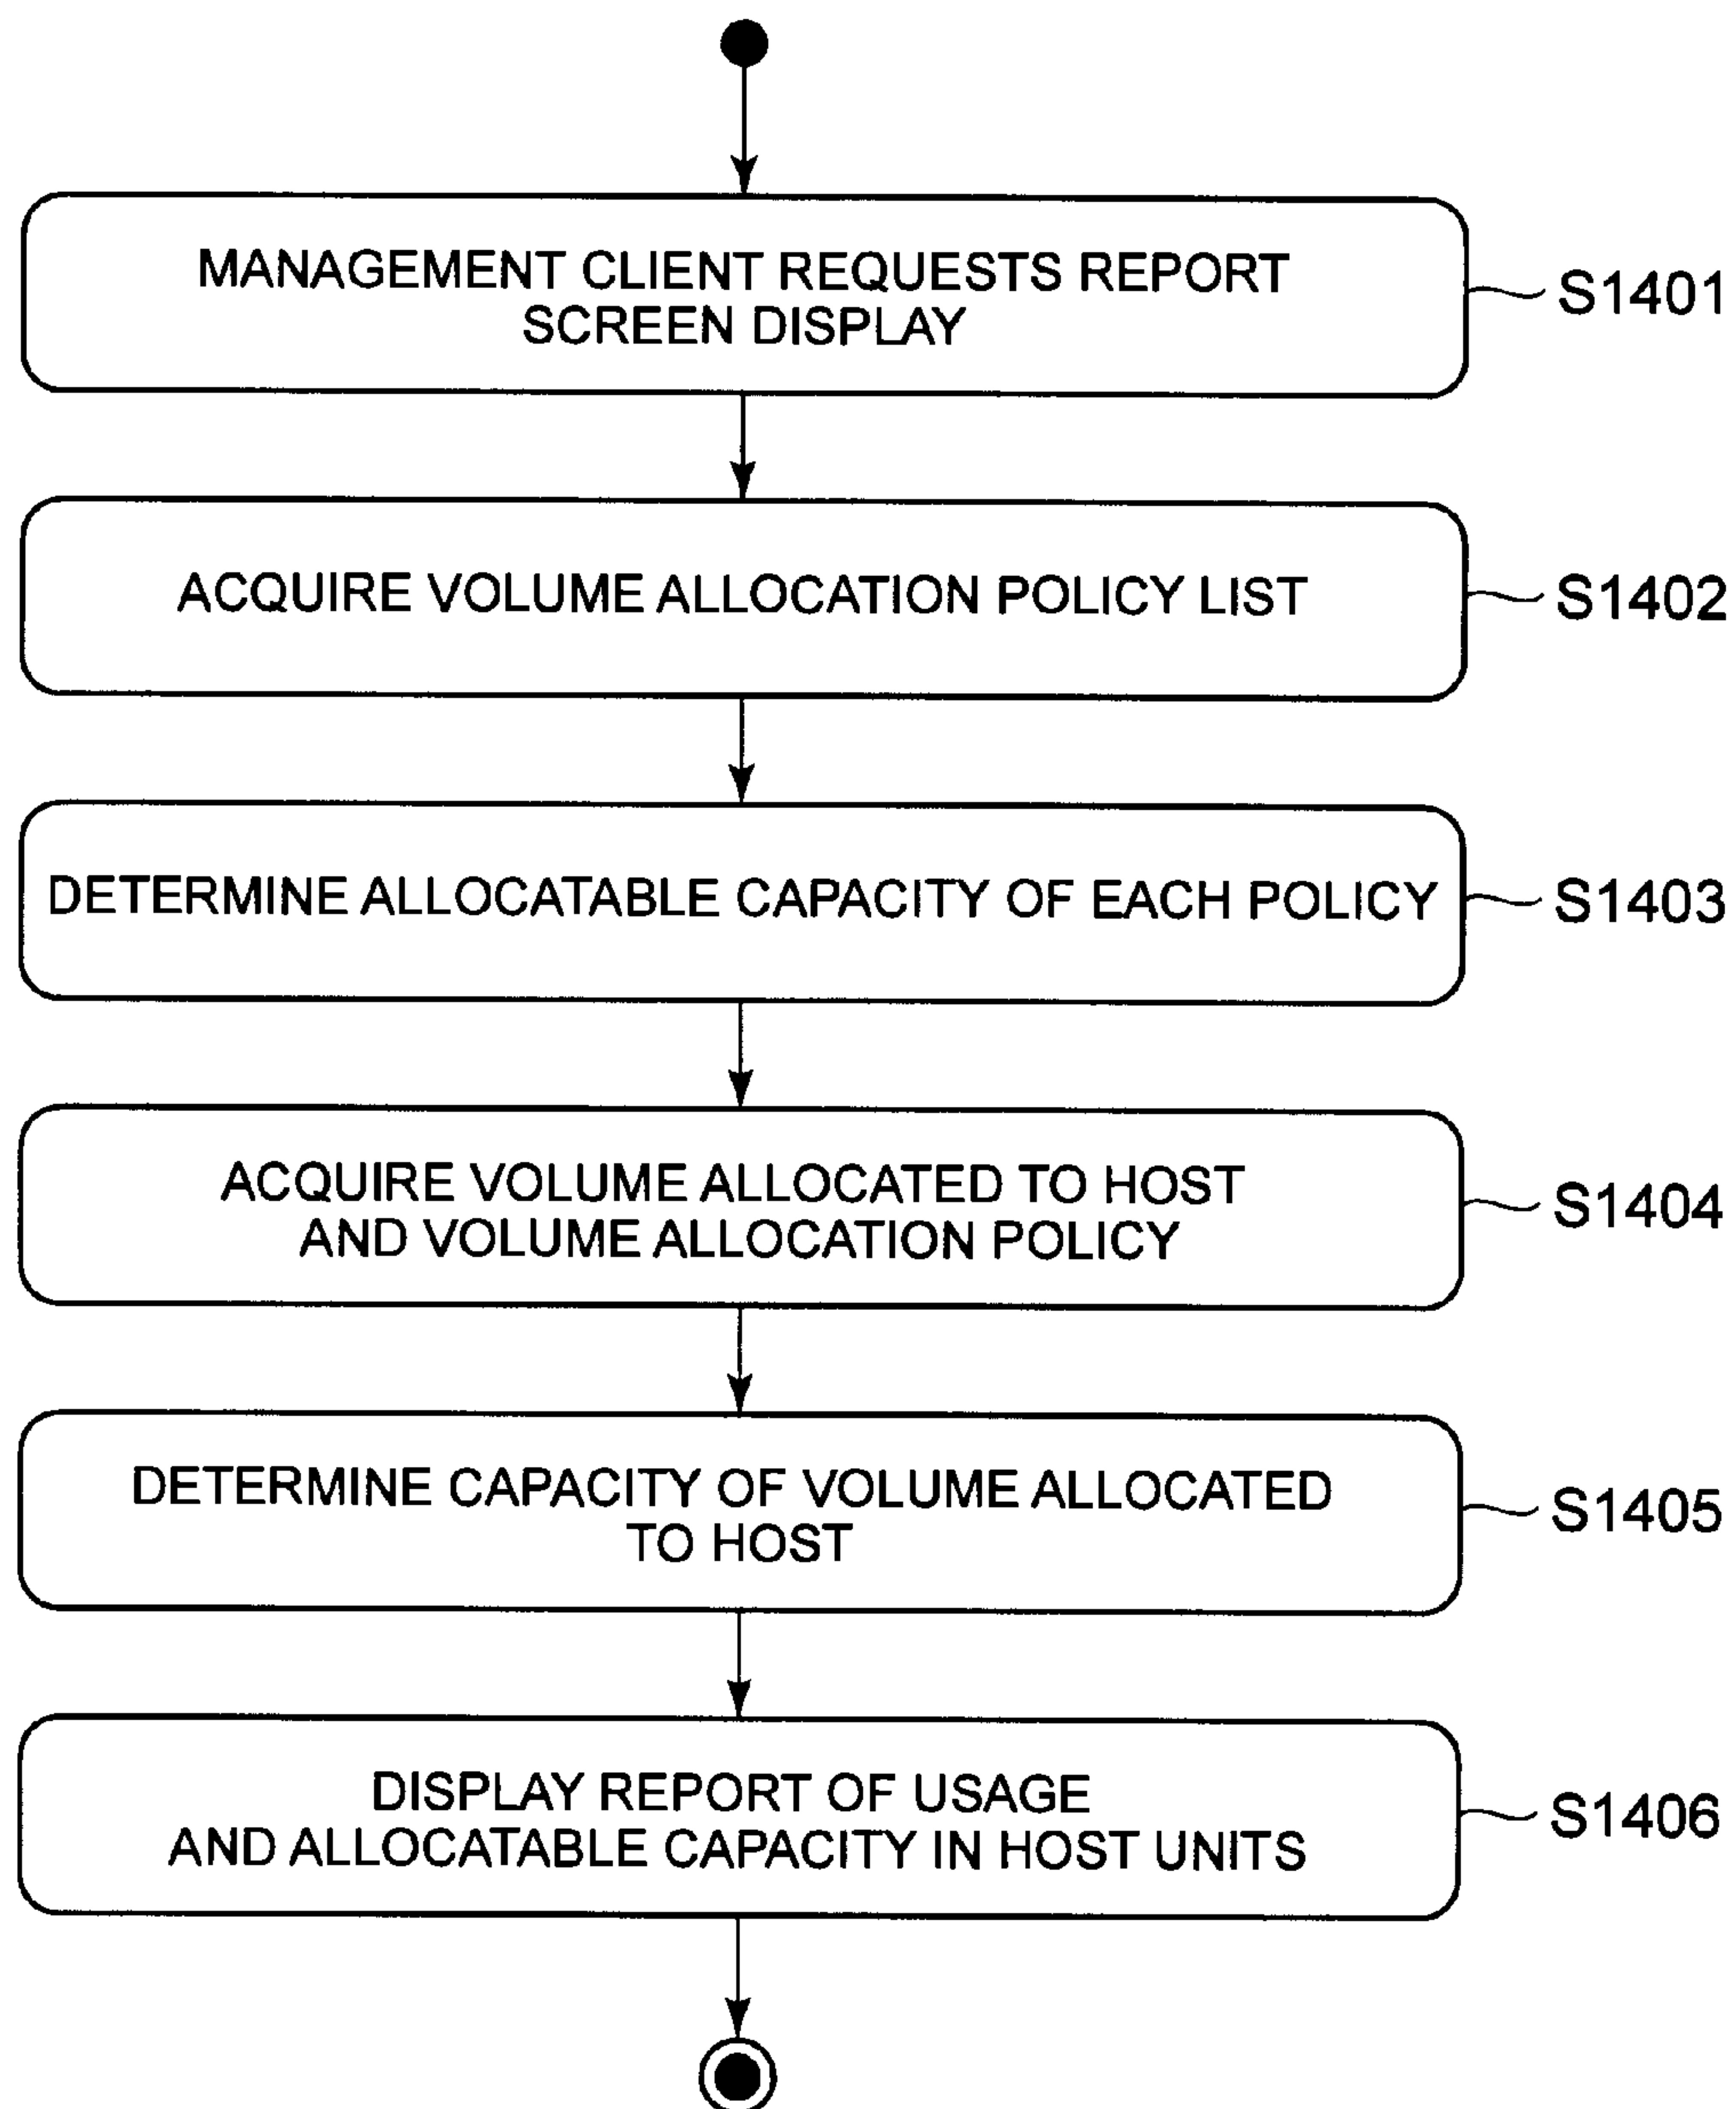 MANAGEMENT CLIENT REQUESTS REPORT
SCREEN DISPLAY
S1401
ACQUIRE VOLUME ALLOCATION POLICY LIST
S1402
DETERMINE ALLOCATABLE CAPACITY OF EACH POLICY
S1403
ACQUIRE VOLUME ALLOCATED TO HOST
AND VOLUME ALLOCATION POLICY
S1404
DETERMINE CAPACITY OF VOLUME ALLOCATED
TO HOST
S1405
DISPLAY REPORT OF USAGE
AND ALLOCATABLE CAPACITY IN HOST UNITS
S1406